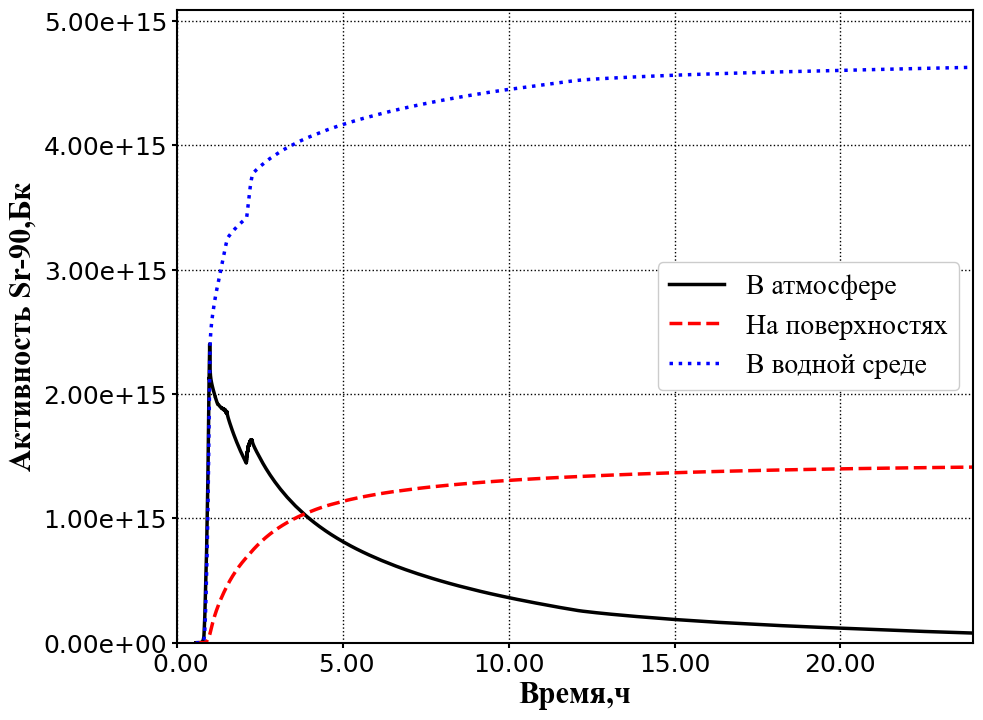 5.00e+15
4.00e+15
3.00e+15
2.00e+15
1.00e+15
0.00e+00
Активность Sr-90,Бк
В атмосфере
На поверхностях
В водной среде
0.00 5.00 10.00 15.00 20.00
Время,ч